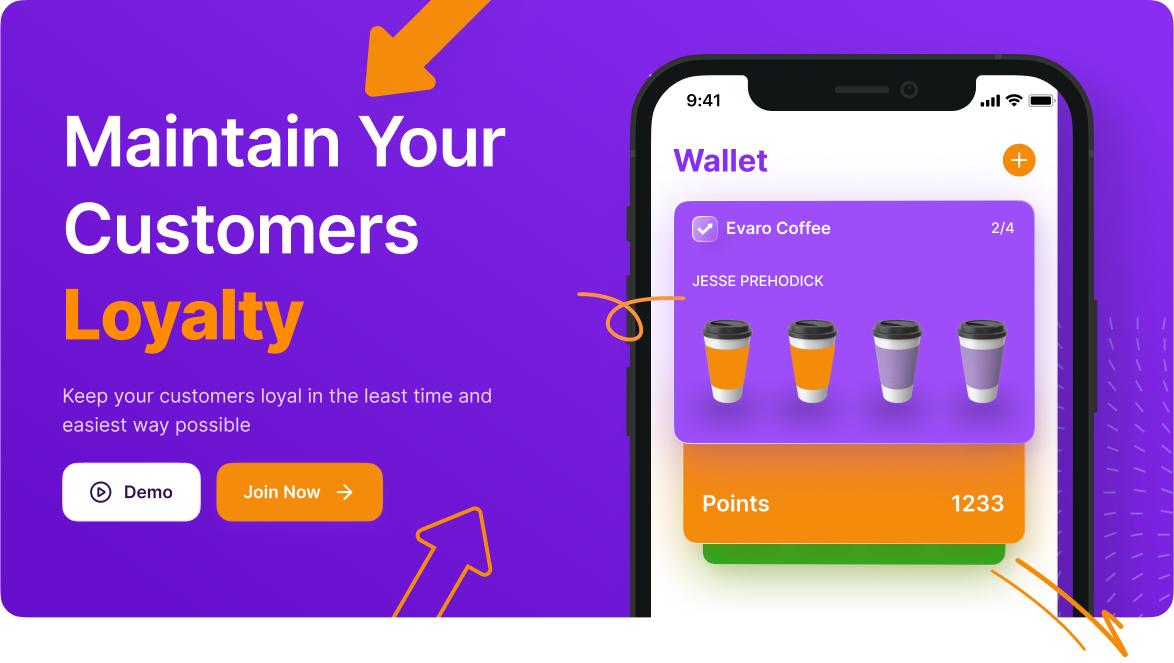 Maintain Your
Customers
Loyalty
Keep your customers loyal in the least time and
easiest way possible
Demo
Join Now
9:41
Wallet
Evaro Coffee
2/4
JESSE PREHODICK
Points
1233